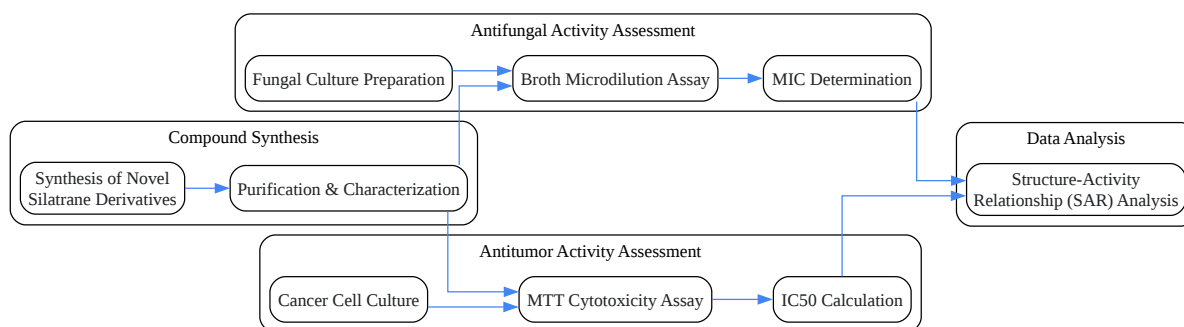 Antifungal Activity Assessment
Fungal Culture Preparation
Broth Microdilution Assay
MIC Determination
Compound Synthesis
Synthesis of Novel
Silatrane Derivatives
Purification & Characterization
Data Analysis
Structure-Activity
Relationship (SAR) Analysis
Antitumor Activity Assessment
Cancer Cell Culture
MTT Cytotoxicity Assay
IC50 Calculation